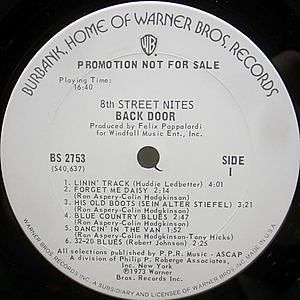 BURBANK, HOME OF WARNER BROS. RECORDS
WB
PROMOTION NOT FOR SALE
Playing Time:
16:40
8th STREET NITES
BACK DOOR
Produced by Felix Pappalardi
for Windfall Music Ent., Inc.
BS 2753
(S40,637)
SIDE
1
1. LININ' TRACK (Huddie Ledbetter) 4:01
2. FORGET ME DAISY 2:14
(Ron Aspery-Colin Hodgkinson)
3. HIS OLD BOOTS (SEIN ALTER STIEFEL) 3:21
(Ron Aspery-Colin Hodgkinson)
4. BLUE COUNTRY BLUES 2:47
(Ron Aspery-Colin Hodgkinson)
5. DANCIN' IN THE VAN 1:54
(Ron Aspery-Colin Hodgkinson-Tony Hicks)
6. 32-20 BLUES (Robert Johnson) 2:23
All selections published by P.P.R. Music - ASCAP
A division of Philip P. Roberge Associates, Inc.
Inc. New York
©1973 Warner
Bros. Records Inc.